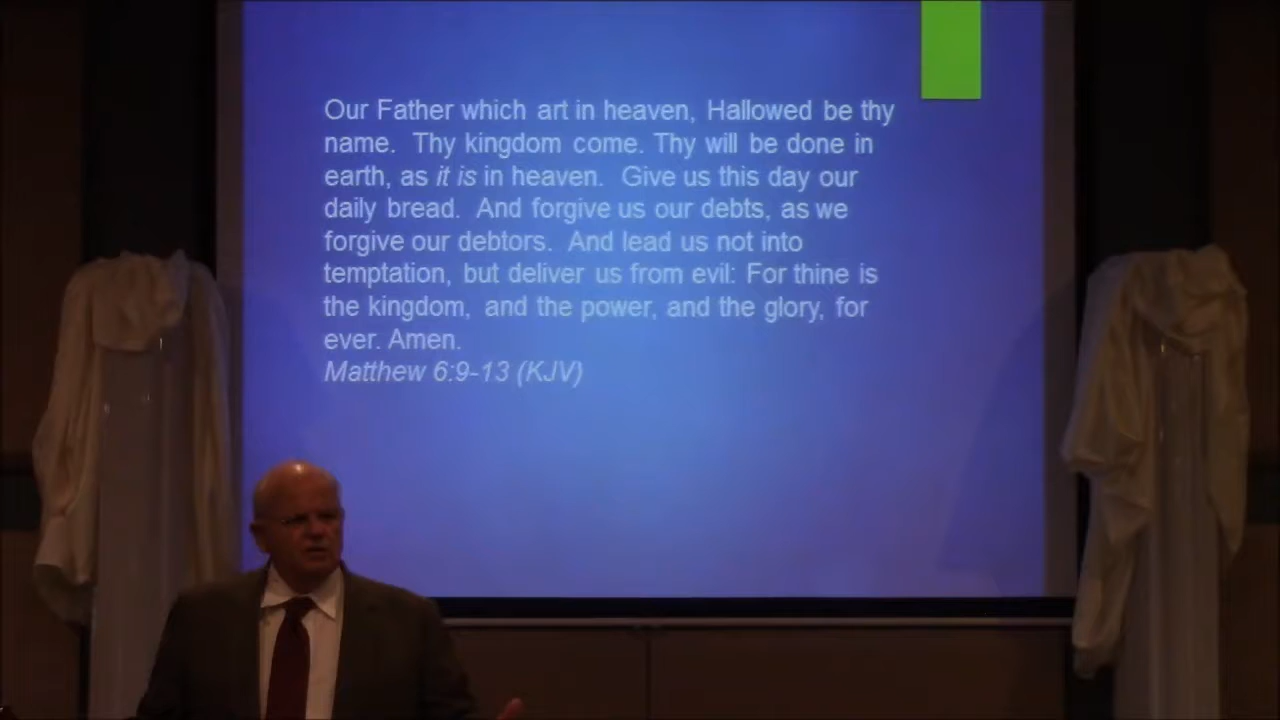 Our Father which art in heaven, Hallowed be thy
name. Thy kingdom come. Thy will be done in
earth, as it is in heaven. Give us this day our
daily bread. And forgive us our debts, as we
forgive our debtors. And lead us not into
temptation, but deliver us from evil: For thine is
the kingdom, and the power, and the glory, for
ever. Amen.
Matthew 6:9-13 (KJV)